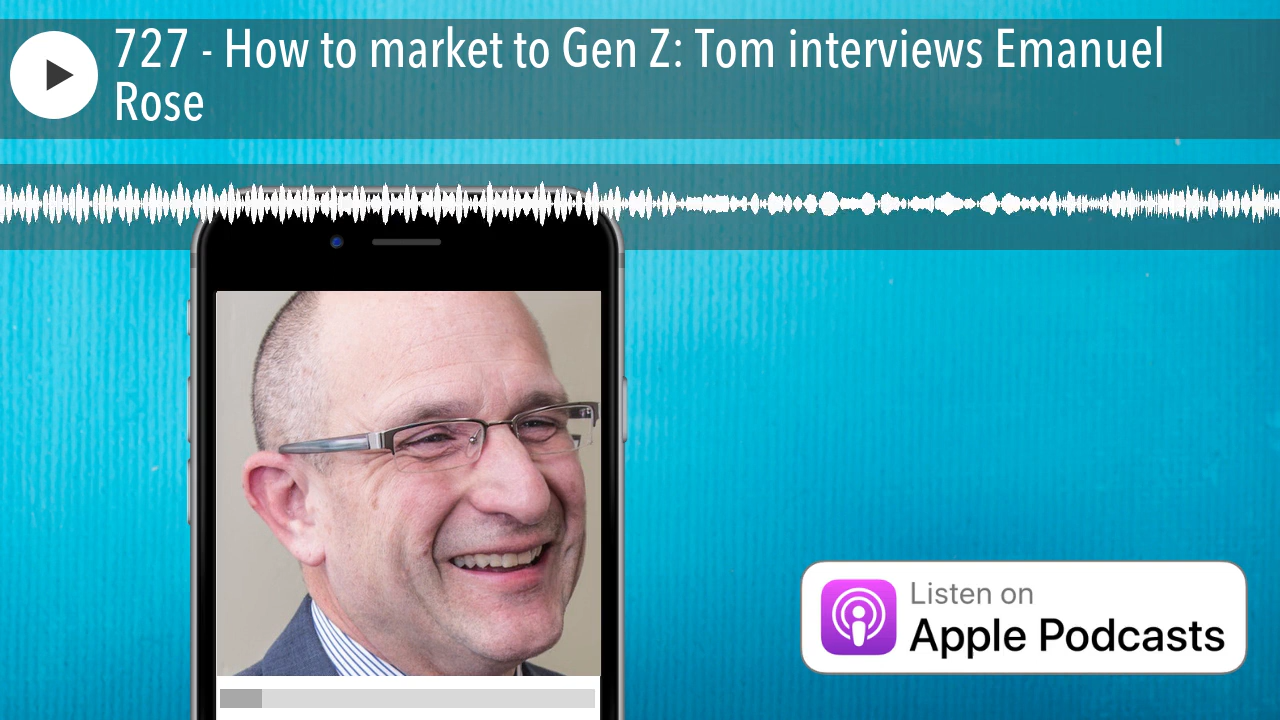 727 - How to market to Gen Z: Tom interviews Emanuel
Rose
Listen on
Apple Podcasts